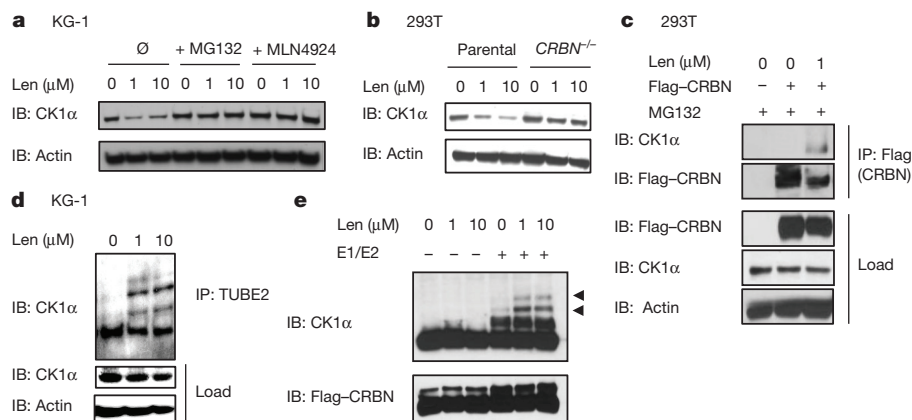 a KG-1
Ø + MG132 + MLN4924
Len (μM) 0 1 10 0 1 10 0 1 10
IB: CK1α
IB: Actin
b 293T
Parental CRBN−/−
Len (μM) 0 1 10 0 1 10
IB: CK1α
IB: Actin
c 293T
Len (μM) 0 0 1
Flag–CRBN − + +
MG132 + + +
IB: CK1α
IB: Flag–CRBN
IP: Flag
(CRBN)
IB: Flag–CRBN
IB: CK1α
IB: Actin
Load
d KG-1
Len (μM) 0 1 10
IB: CK1α
IP: TUBE2
IB: CK1α
IB: Actin
Load
e
Len (μM) 0 1 10 0 1 10
E1/E2 − − − + + +
IB: CK1α
IB: Flag–CRBN